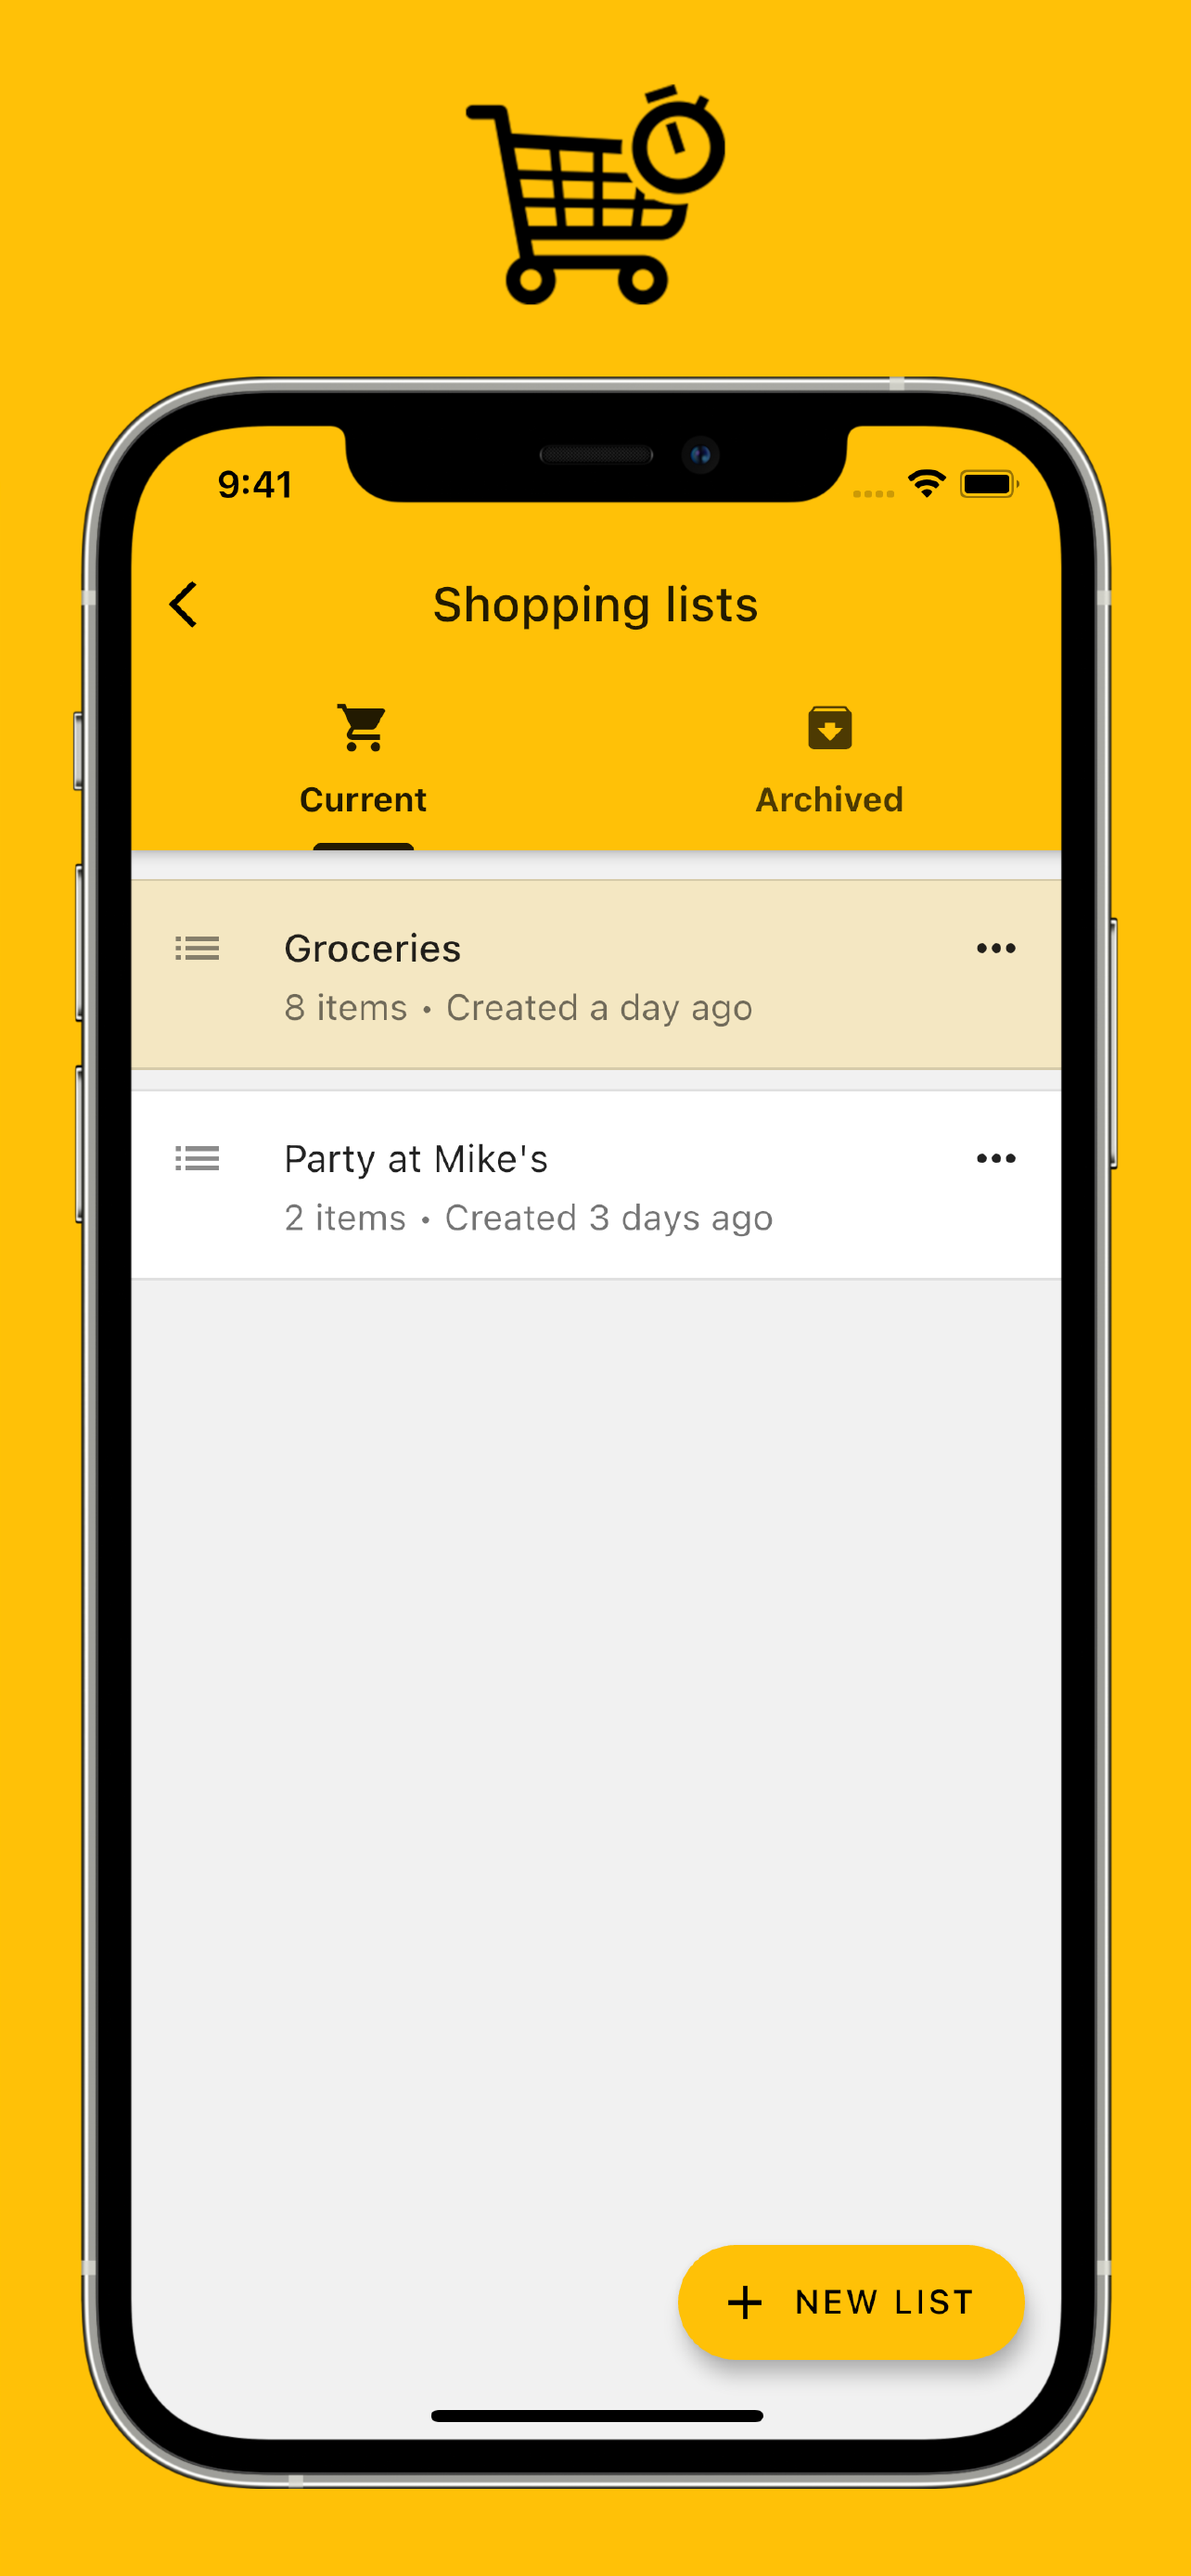 9:41
Shopping lists
Current
Archived
Groceries
8 items • Created a day ago
Party at Mike's
2 items • Created 3 days ago
+ NEW LIST